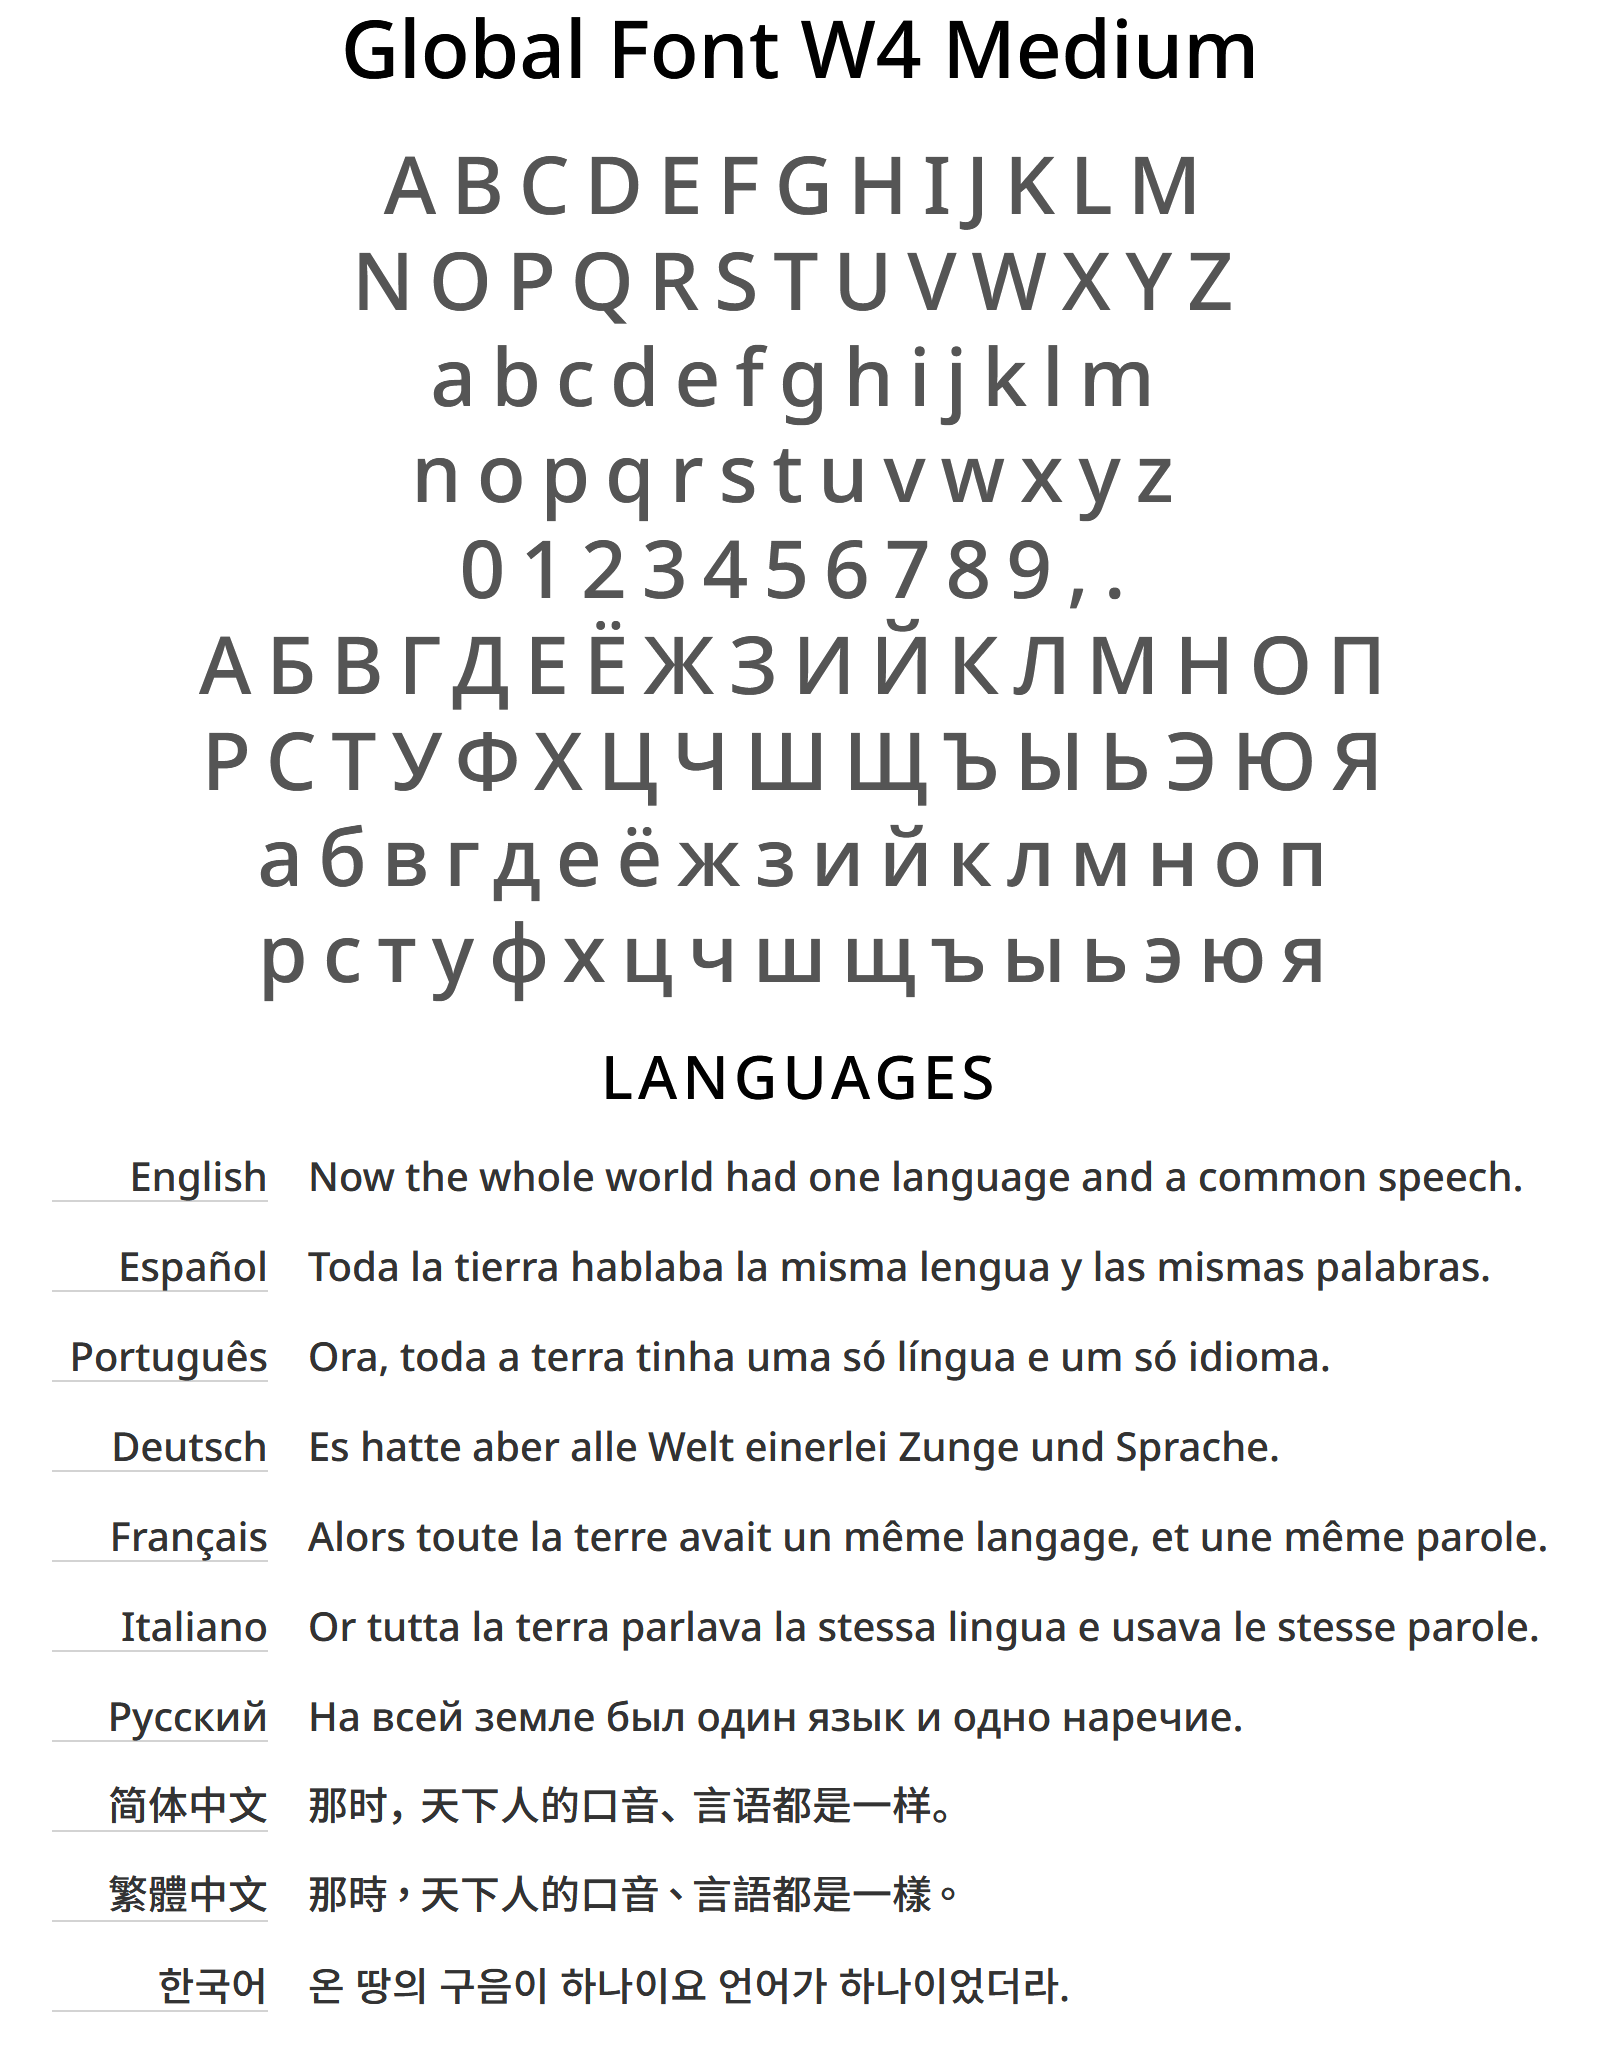 Global Font W4 Medium
A B C D E F G H I J K L M
N O P Q R S T U V W X Y Z
a b c d e f g h i j k l m
n o p q r s t u v w x y z
0 1 2 3 4 5 6 7 8 9 , .
А Б В Г Д Е Ё Ж З И Й К Л М Н О П
Р С Т У Ф Х Ц Ч Ш Щ Ъ Ы Ь Э Ю Я
а б в г д е ё ж з и й к л м н о п
р с т у ф х ц ч ш щ ъ ы ь э ю я
LANGUAGES
English Now the whole world had one language and a common speech.
Español Toda la tierra hablaba la misma lengua y las mismas palabras.
Português Ora, toda a terra tinha uma só língua e um só idioma.
Deutsch Es hatte aber alle Welt einerlei Zunge und Sprache.
Français Alors toute la terre avait un même langage, et une même parole.
Italiano Or tutta la terra parlava la stessa lingua e usava le stesse parole.
Русский На всей земле был один язык и одно наречие.
简体中文 那时，天下人的口音、言语都是一样。
繁體中文 那時，天下人的口音、言語都是一樣。
한국어 온 땅의 구음이 하나이요 언어가 하나이었더라.